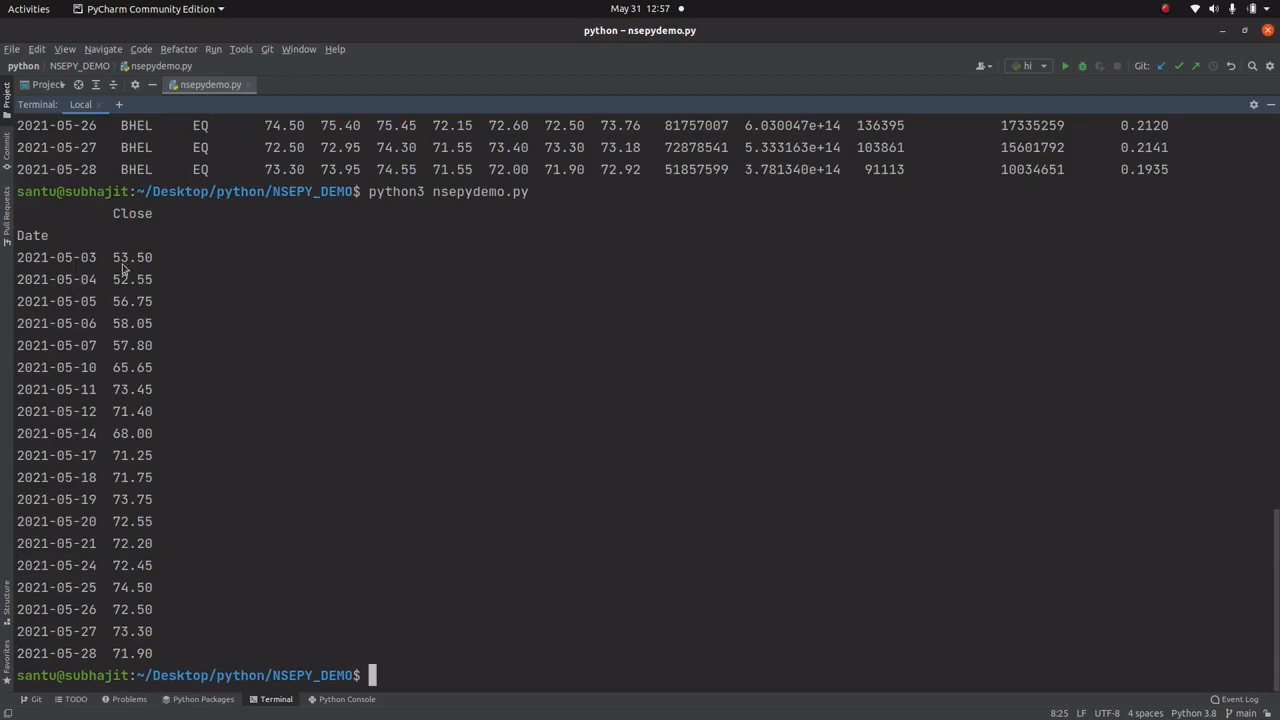 Activities PyCharm Community Edition May 31 12:57
python – nsepydemo.py
File Edit View Navigate Code Refactor Run Tools Git Window Help
python NSEPY_DEMO nsepydemo.py hi Git:
Project nsepydemo.py
Terminal: Local +
2021-05-26 BHEL EQ 74.50 75.40 75.45 72.15 72.60 72.50 73.76 81757007 6.030047e+14 136395 17335259 0.2120
2021-05-27 BHEL EQ 72.50 72.95 74.30 71.55 73.40 73.30 73.18 72878541 5.333163e+14 103861 15601792 0.2141
2021-05-28 BHEL EQ 73.30 73.95 74.55 71.55 72.00 71.90 72.92 51857599 3.781340e+14 91113 10034651 0.1935
santu@subhajit:~/Desktop/python/NSEPY_DEMO$ python3 nsepydemo.py
Close
Date
2021-05-03 53.50
2021-05-04 52.55
2021-05-05 56.75
2021-05-06 58.05
2021-05-07 57.80
2021-05-10 65.65
2021-05-11 73.45
2021-05-12 71.40
2021-05-14 68.00
2021-05-17 71.25
2021-05-18 71.75
2021-05-19 73.75
2021-05-20 72.55
2021-05-21 72.20
2021-05-24 72.45
2021-05-25 74.50
2021-05-26 72.50
2021-05-27 73.30
2021-05-28 71.90
santu@subhajit:~/Desktop/python/NSEPY_DEMO$
Project
Commit
Pull Requests
Structure
Favorites
Git TODO Problems Python Packages Terminal Python Console Event Log
8:25 LF UTF-8 4 spaces Python 3.8 main